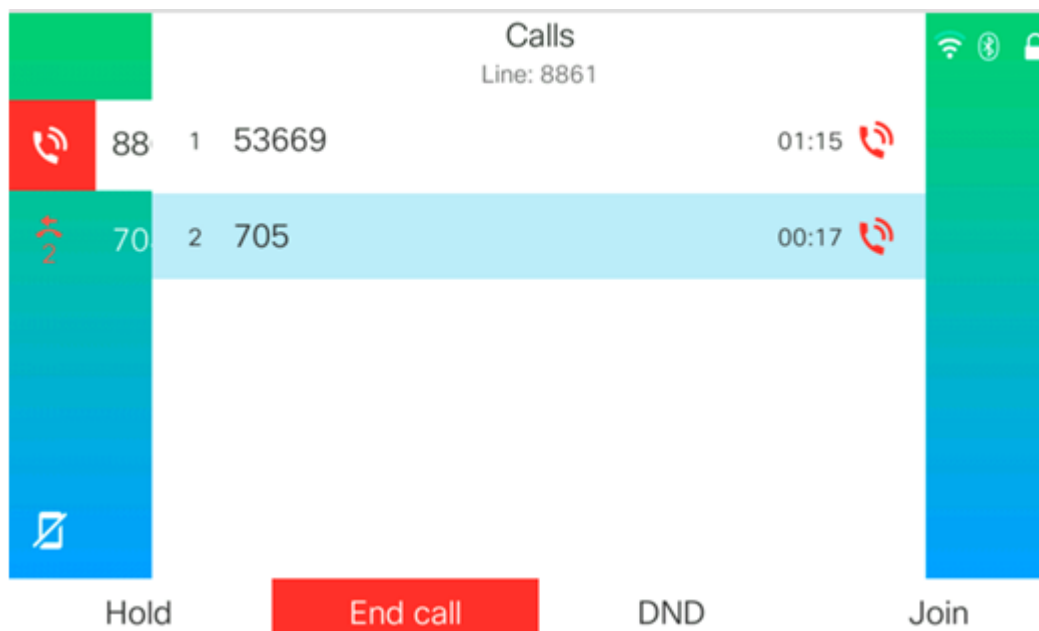 Calls
Line: 8861
88 1 53669 01:15
2 70 2 705 00:17
Hold End call DND Join